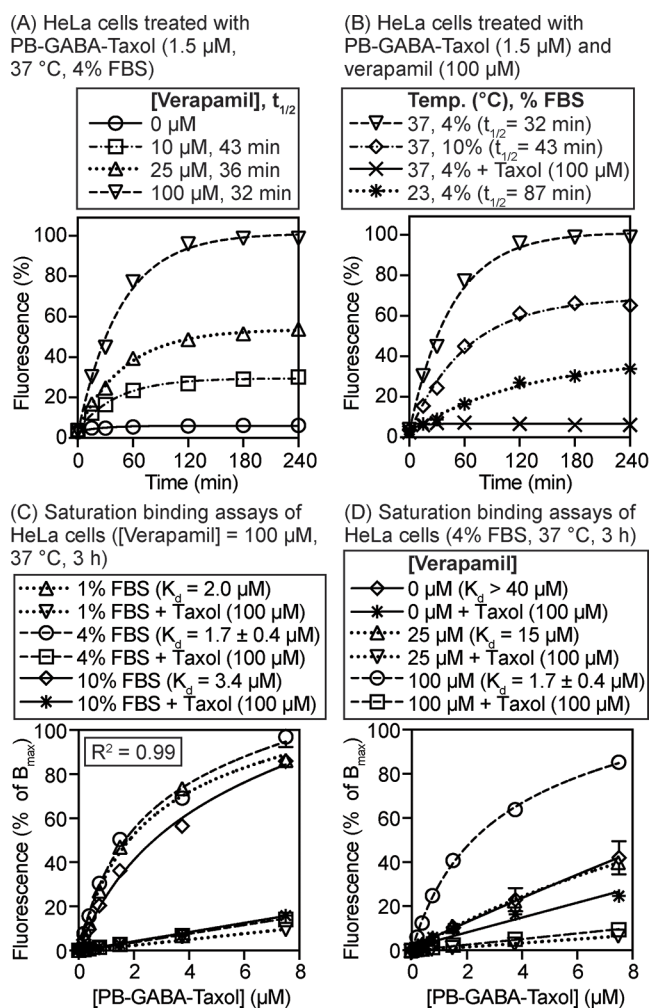 (A) HeLa cells treated with
PB-GABA-Taxol (1.5 µM,
37 °C, 4% FBS)
[Verapamil], t1/2
0 µM
10 µM, 43 min
25 µM, 36 min
100 µM, 32 min
100
80
60
40
20
0
Fluorescence (%)
0 60 120 180 240
Time (min)
(B) HeLa cells treated with
PB-GABA-Taxol (1.5 µM) and
verapamil (100 µM)
Temp. (°C), % FBS
37, 4% (t1/2= 32 min)
37, 10% (t1/2= 43 min)
37, 4% + Taxol (100 µM)
23, 4% (t1/2= 87 min)
100
80
60
40
20
0
Fluorescence (%)
0 60 120 180 240
Time (min)
(C) Saturation binding assays of
HeLa cells ([Verapamil] = 100 µM,
37 °C, 3 h)
1% FBS (Kd = 2.0 µM)
1% FBS + Taxol (100 µM)
4% FBS (Kd = 1.7 ± 0.4 µM)
4% FBS + Taxol (100 µM)
10% FBS (Kd = 3.4 µM)
10% FBS + Taxol (100 µM)
R² = 0.99
100
80
60
40
20
0
Fluorescence (% of Bmax)
0 2 4 6 8
[PB-GABA-Taxol] (µM)
(D) Saturation binding assays of
HeLa cells (4% FBS, 37 °C, 3 h)
[Verapamil]
0 µM (Kd > 40 µM)
0 µM + Taxol (100 µM)
25 µM (Kd = 15 µM)
25 µM + Taxol (100 µM)
100 µM (Kd = 1.7 ± 0.4 µM)
100 µM + Taxol (100 µM)
100
80
60
40
20
0
Fluorescence (% of Bmax)
0 2 4 6 8
[PB-GABA-Taxol] (µM)